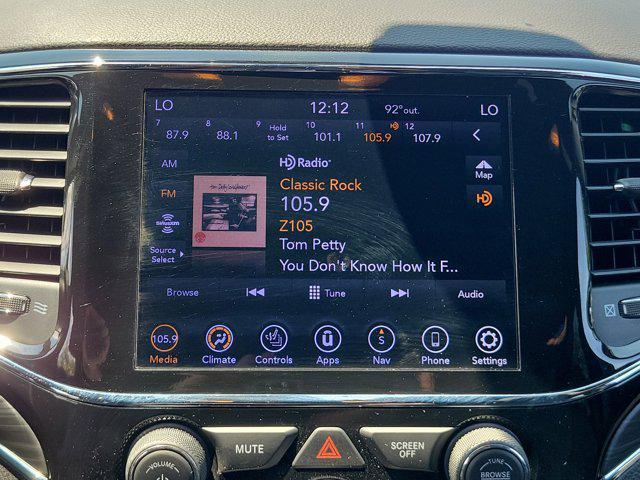 LO 12:12 92°out. LO
7 87.9 8 88.1 9 Hold to Set 10 101.1 11 105.9 HD 12 107.9
AM
HD Radio
Map
FM
Classic Rock
105.9
HD
SiriusXM
Z105
Tom Petty
Source Select
You Don't Know How It F...
Browse Tune Audio
105.9 S
Media Climate Controls Apps Nav Phone Settings
MUTE SCREEN OFF
VOLUME TUNE
BROWSE